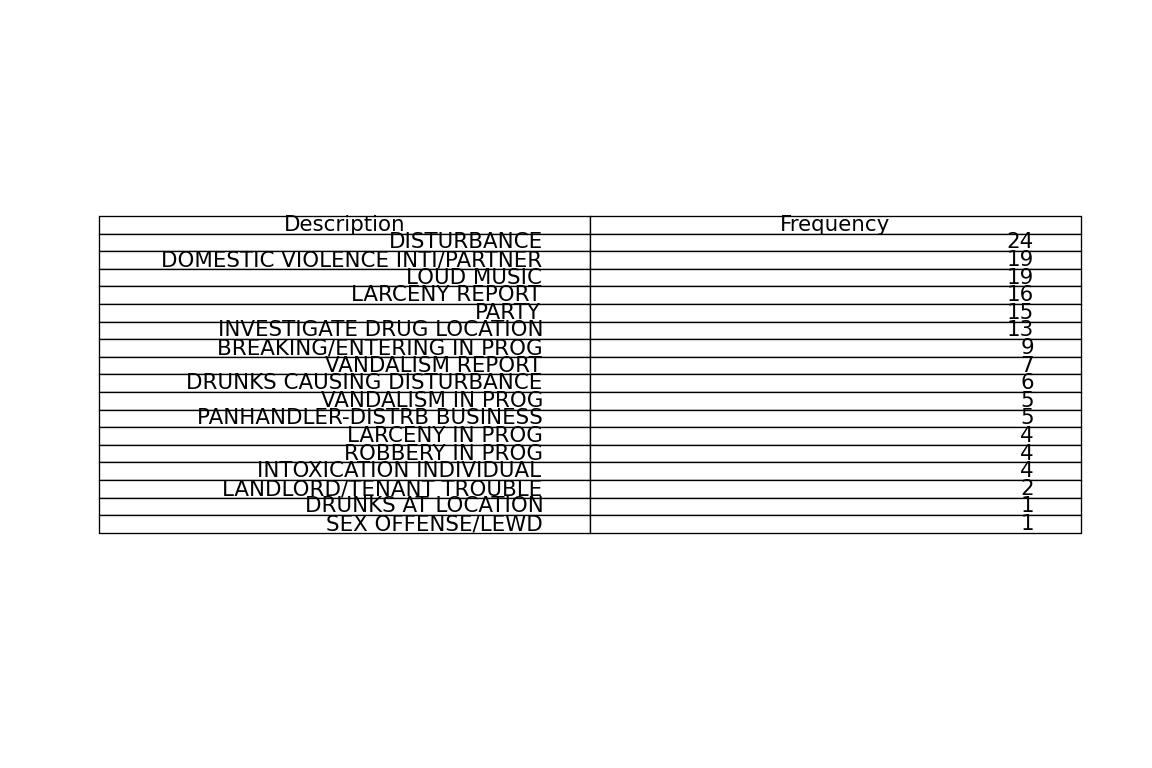 Description Frequency
DISTURBANCE 24
DOMESTIC VIOLENCE INTI/PARTNER 19
LOUD MUSIC 19
LARCENY REPORT 16
PARTY 15
INVESTIGATE DRUG LOCATION 13
BREAKING/ENTERING IN PROG 9
VANDALISM REPORT 7
DRUNKS CAUSING DISTURBANCE 6
VANDALISM IN PROG 5
PANHANDLER-DISTRB BUSINESS 5
LARCENY IN PROG 4
ROBBERY IN PROG 4
INTOXICATION INDIVIDUAL 4
LANDLORD/TENANT TROUBLE 2
DRUNKS AT LOCATION 1
SEX OFFENSE/LEWD 1